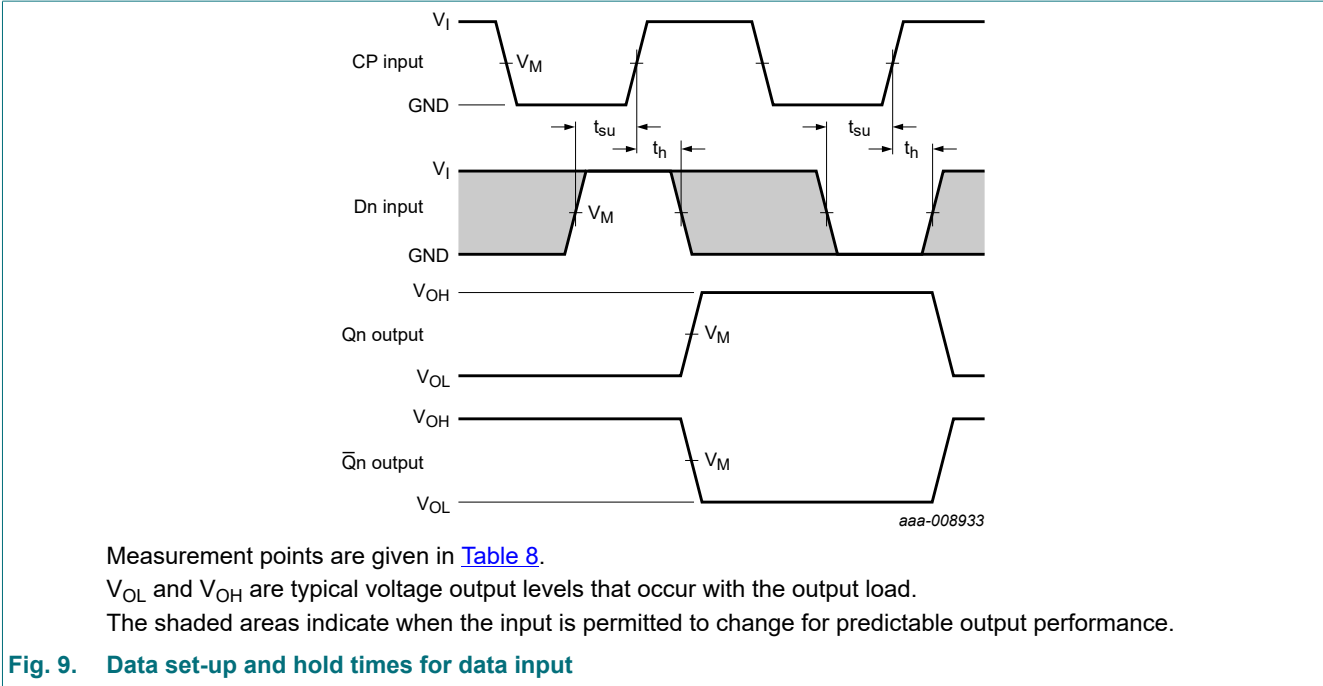 V_I
CP input
V_M
GND
t_su
t_su
t_h
t_h
V_I
Dn input
V_M
GND
V_OH
Qn output
V_M
V_OL
V_OH
Q̅n output
V_M
V_OL
aaa-008933
Measurement points are given in Table 8.
V_OL and V_OH are typical voltage output levels that occur with the output load.
The shaded areas indicate when the input is permitted to change for predictable output performance.
Fig. 9. Data set-up and hold times for data input